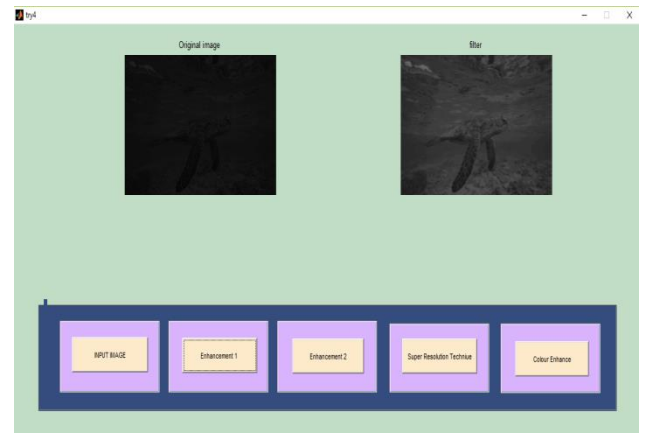 try4
Original image
filter
INPUT IMAGE
Enhancement 1
Enhancement 2
Super Resolution Techniue
Colour Enhance